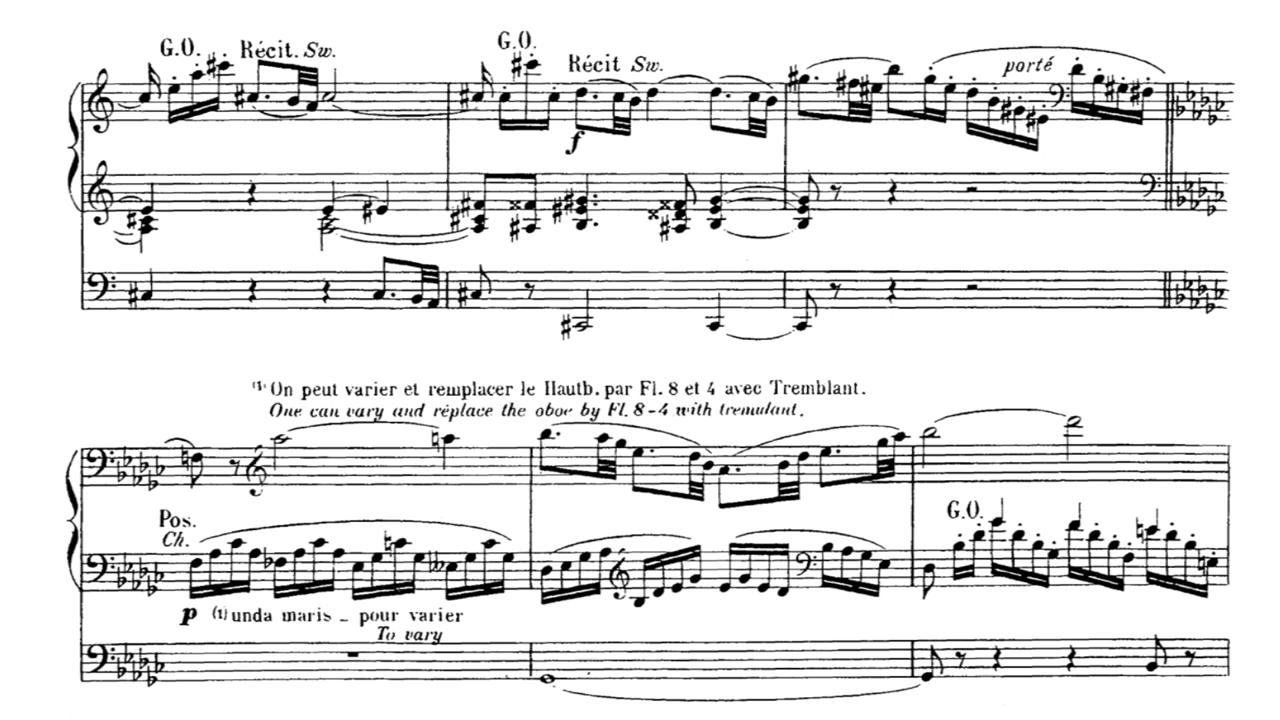 G.O. Récit. Sw. G.O. Récit Sw. porté
f
(1) On peut varier et remplacer le Hautb. par Fl. 8 et 4 avec Tremblant.
One can vary and réplace the oboe by Fl. 8-4 with tremulant.
Pos.
Ch.
G.O.
p (1) unda maris _ pour varier
To vary